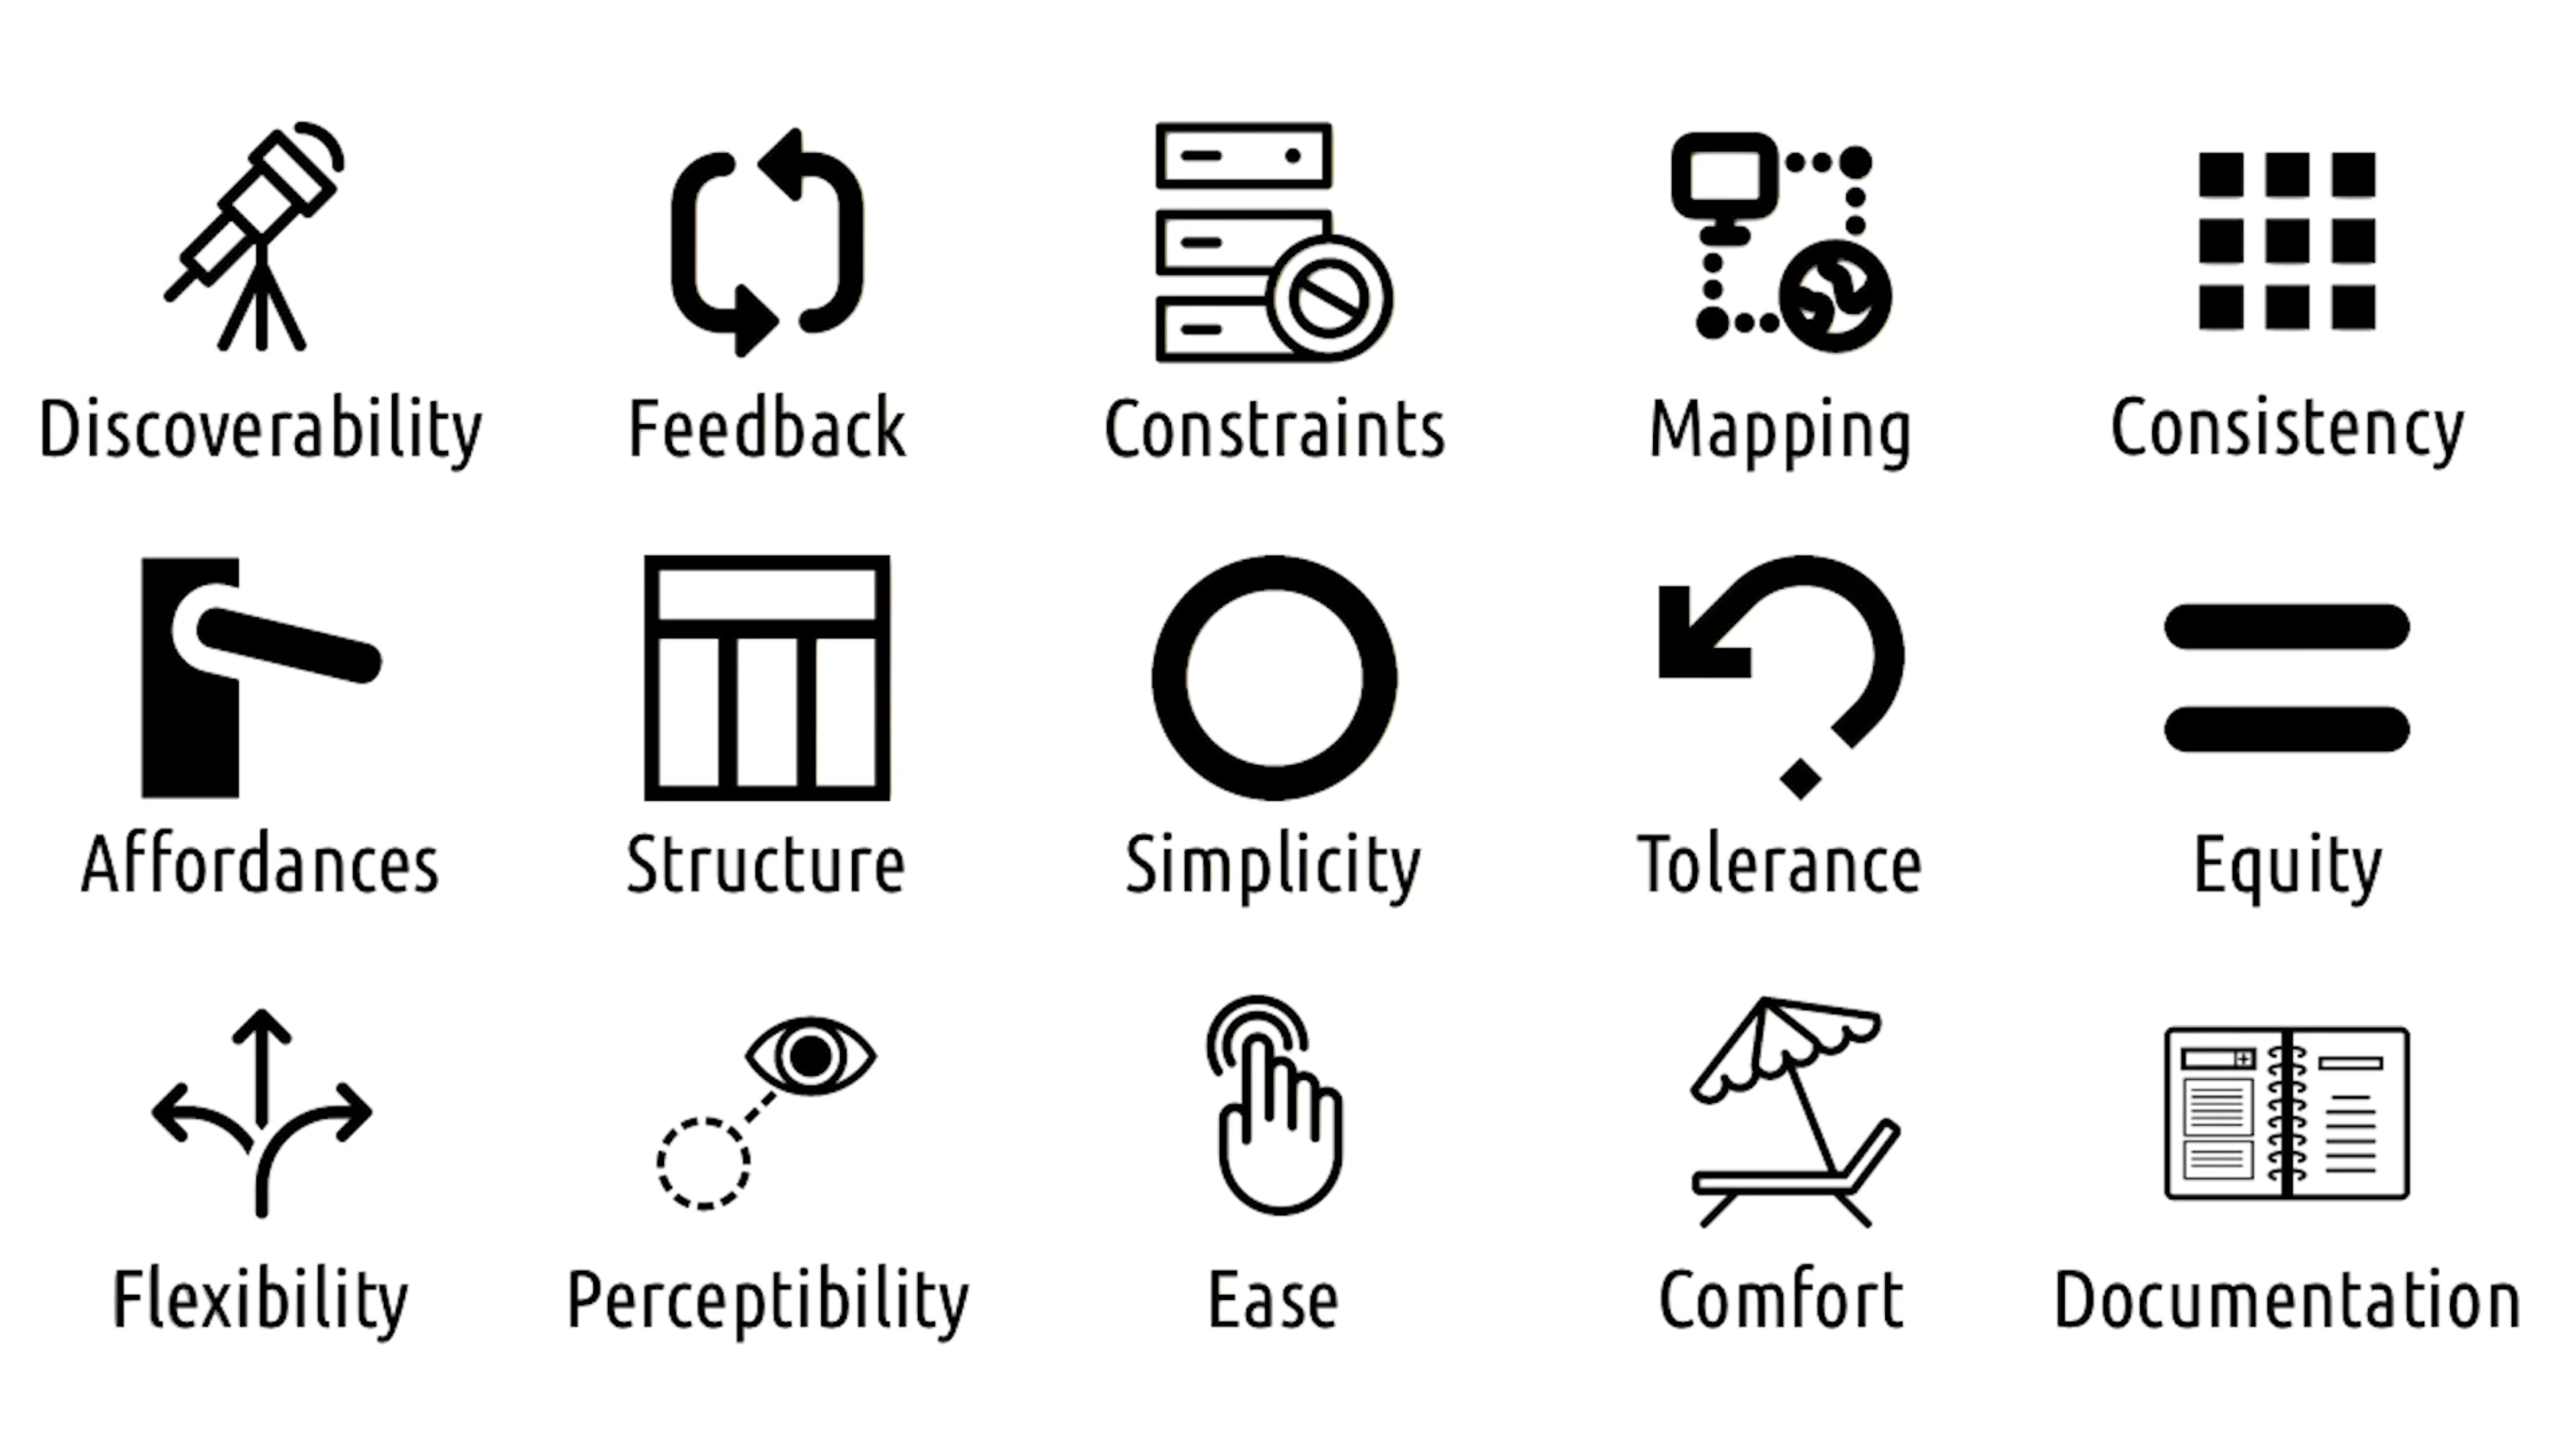 Discoverability
Feedback
Constraints
Mapping
Consistency
Affordances
Structure
Simplicity
Tolerance
Equity
Flexibility
Perceptibility
Ease
Comfort
Documentation